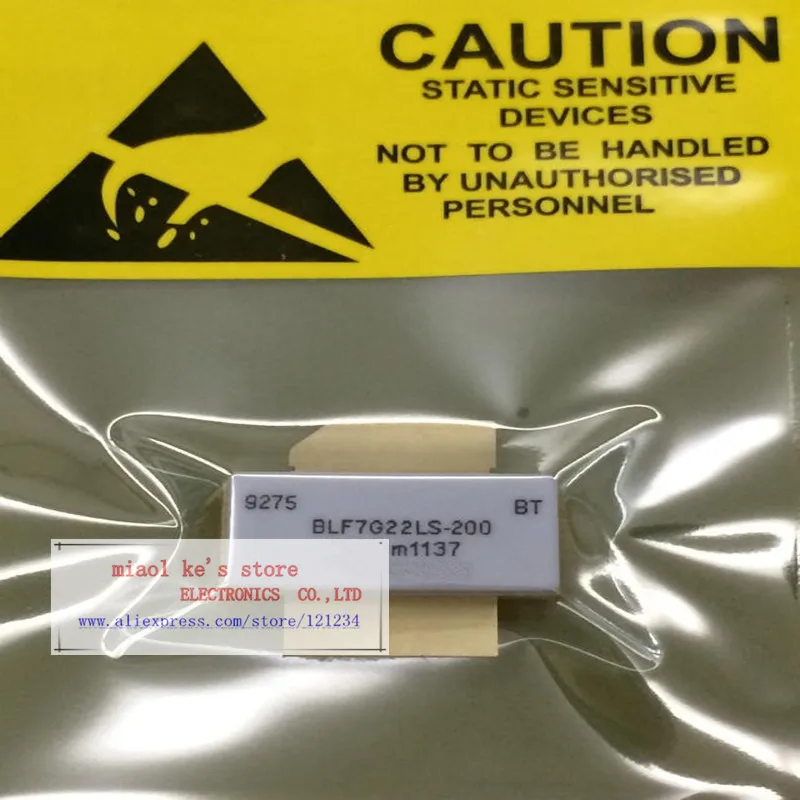 CAUTION
STATIC SENSITIVE
DEVICES
NOT TO BE HANDLED
BY UNAUTHORISED
PERSONNEL
9275
BT
BLF7G22LS-200
m1137
miaol ke's store
ELECTRONICS CO.,LTD
www.aliexpress.com/store/121234